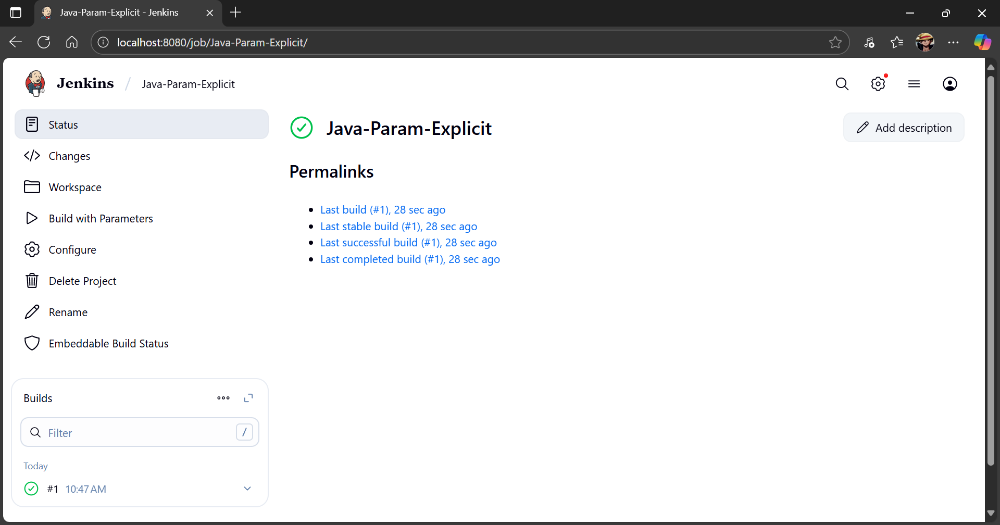 Java-Param-Explicit - Jenkins
localhost:8080/job/Java-Param-Explicit/
Jenkins / Java-Param-Explicit
Status
Changes
Workspace
Build with Parameters
Configure
Delete Project
Rename
Embeddable Build Status
Builds
Filter /
Today
#1 10:47 AM
Java-Param-Explicit
Add description
Permalinks
Last build (#1), 28 sec ago
Last stable build (#1), 28 sec ago
Last successful build (#1), 28 sec ago
Last completed build (#1), 28 sec ago